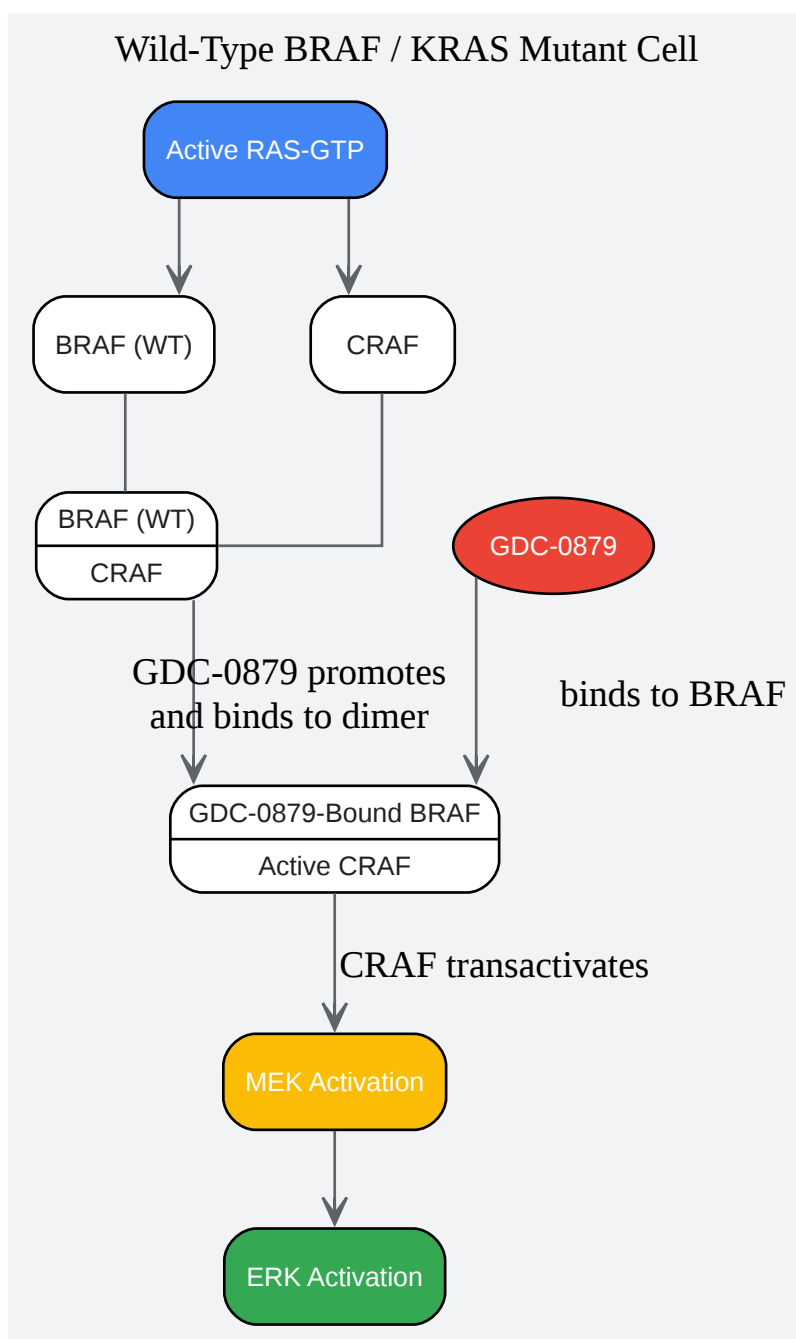 Wild-Type BRAF / KRAS Mutant Cell
Active RAS-GTP
BRAF (WT)
CRAF
BRAF (WT)
CRAF
GDC-0879
GDC-0879 promotes
and binds to dimer
binds to BRAF
GDC-0879-Bound BRAF
Active CRAF
CRAF transactivates
MEK Activation
ERK Activation